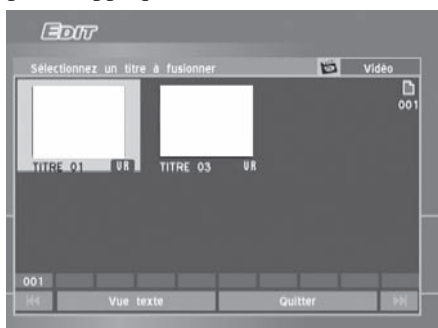 EDIT
Sélectionnez un titre à fusionner Vidéo
001
TITRE 01 VR TITRE 03 VR
001
Vue texte Quitter